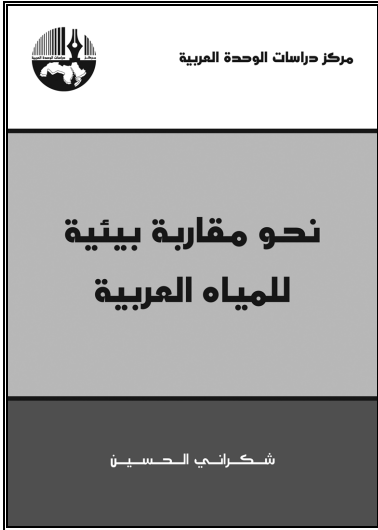 مركز دراسات الوحدة العربية
نحو مقاربة بيئية
للمياه العربية
شكراني الحسين